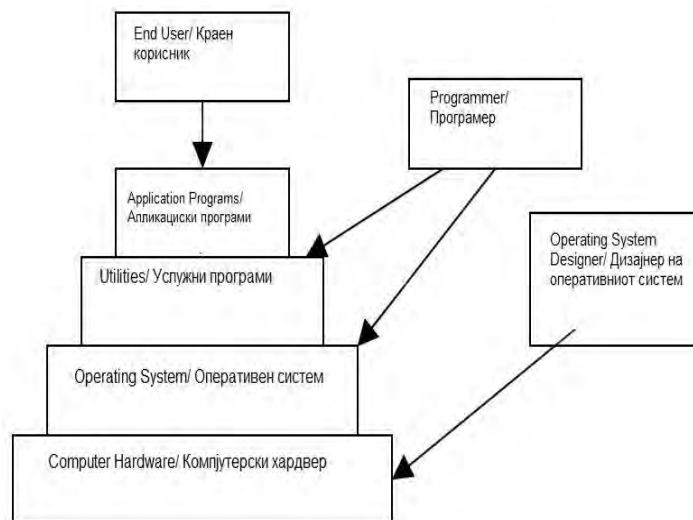 End User/ Краен
корисник
Programmer/
Програмер
Application Programs/
Апликациски програми
Operating System
Designer/ Дизајнер на
оперативниот систем
Utilities/ Услужни програми
Operating System/ Оперативен систем
Computer Hardware/ Компјутерски хардвер